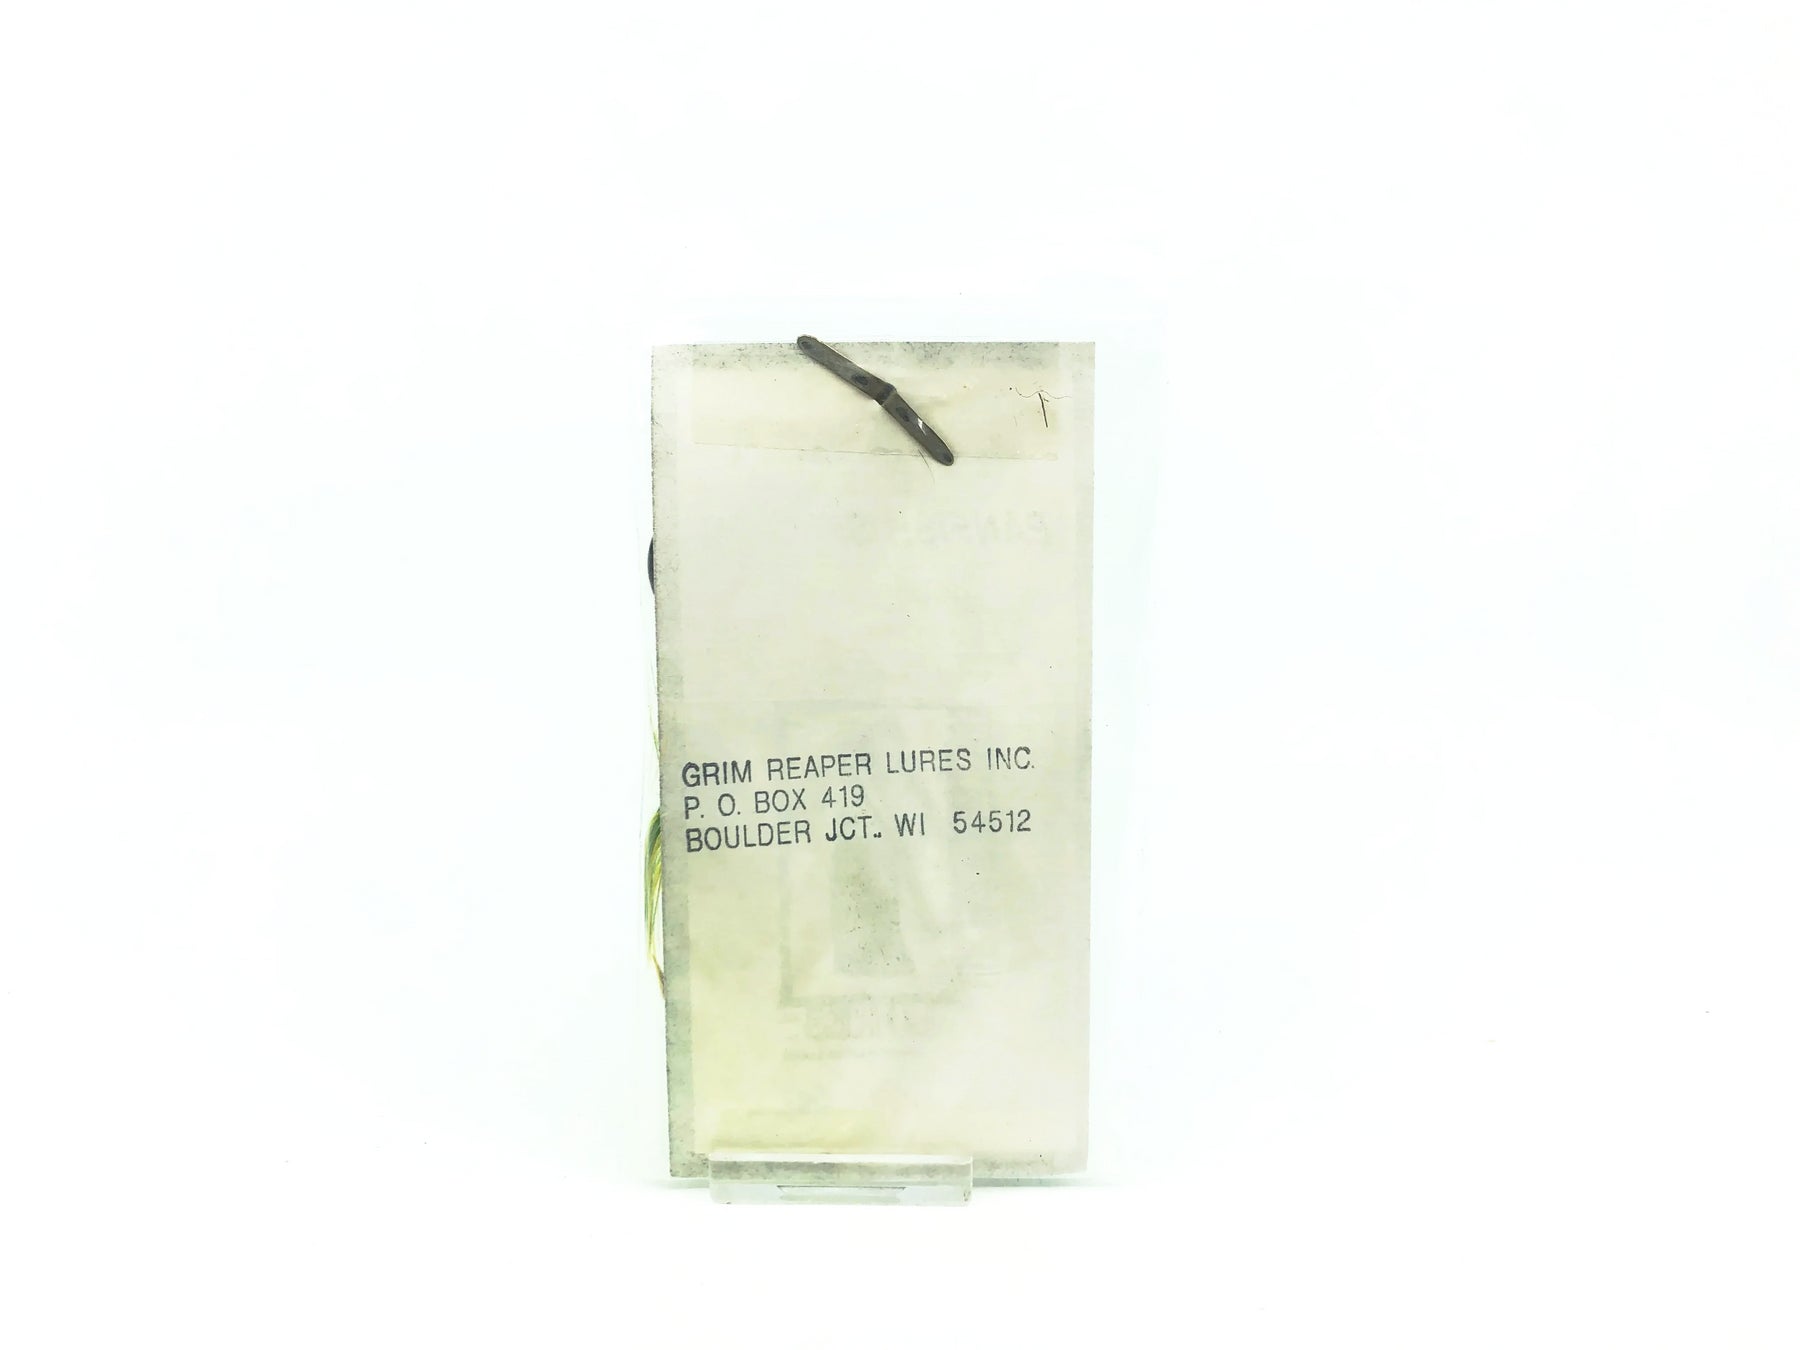 GRIM REAPER LURES INC.
P. O. BOX 419
BOULDER JCT.. WI 54512